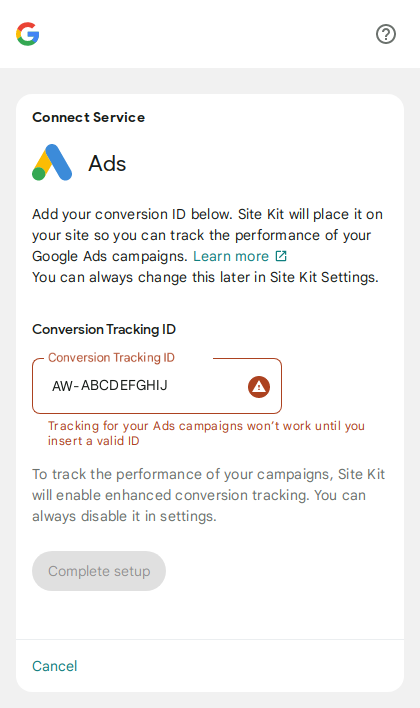 Connect Service
Ads
Add your conversion ID below. Site Kit will place it on
your site so you can track the performance of your
Google Ads campaigns. Learn more
You can always change this later in Site Kit Settings.
Conversion Tracking ID
Conversion Tracking ID
AW-ABCDEFGHIJ
Tracking for your Ads campaigns won’t work until you
insert a valid ID
To track the performance of your campaigns, Site Kit
will enable enhanced conversion tracking. You can
always disable it in settings.
Complete setup
Cancel